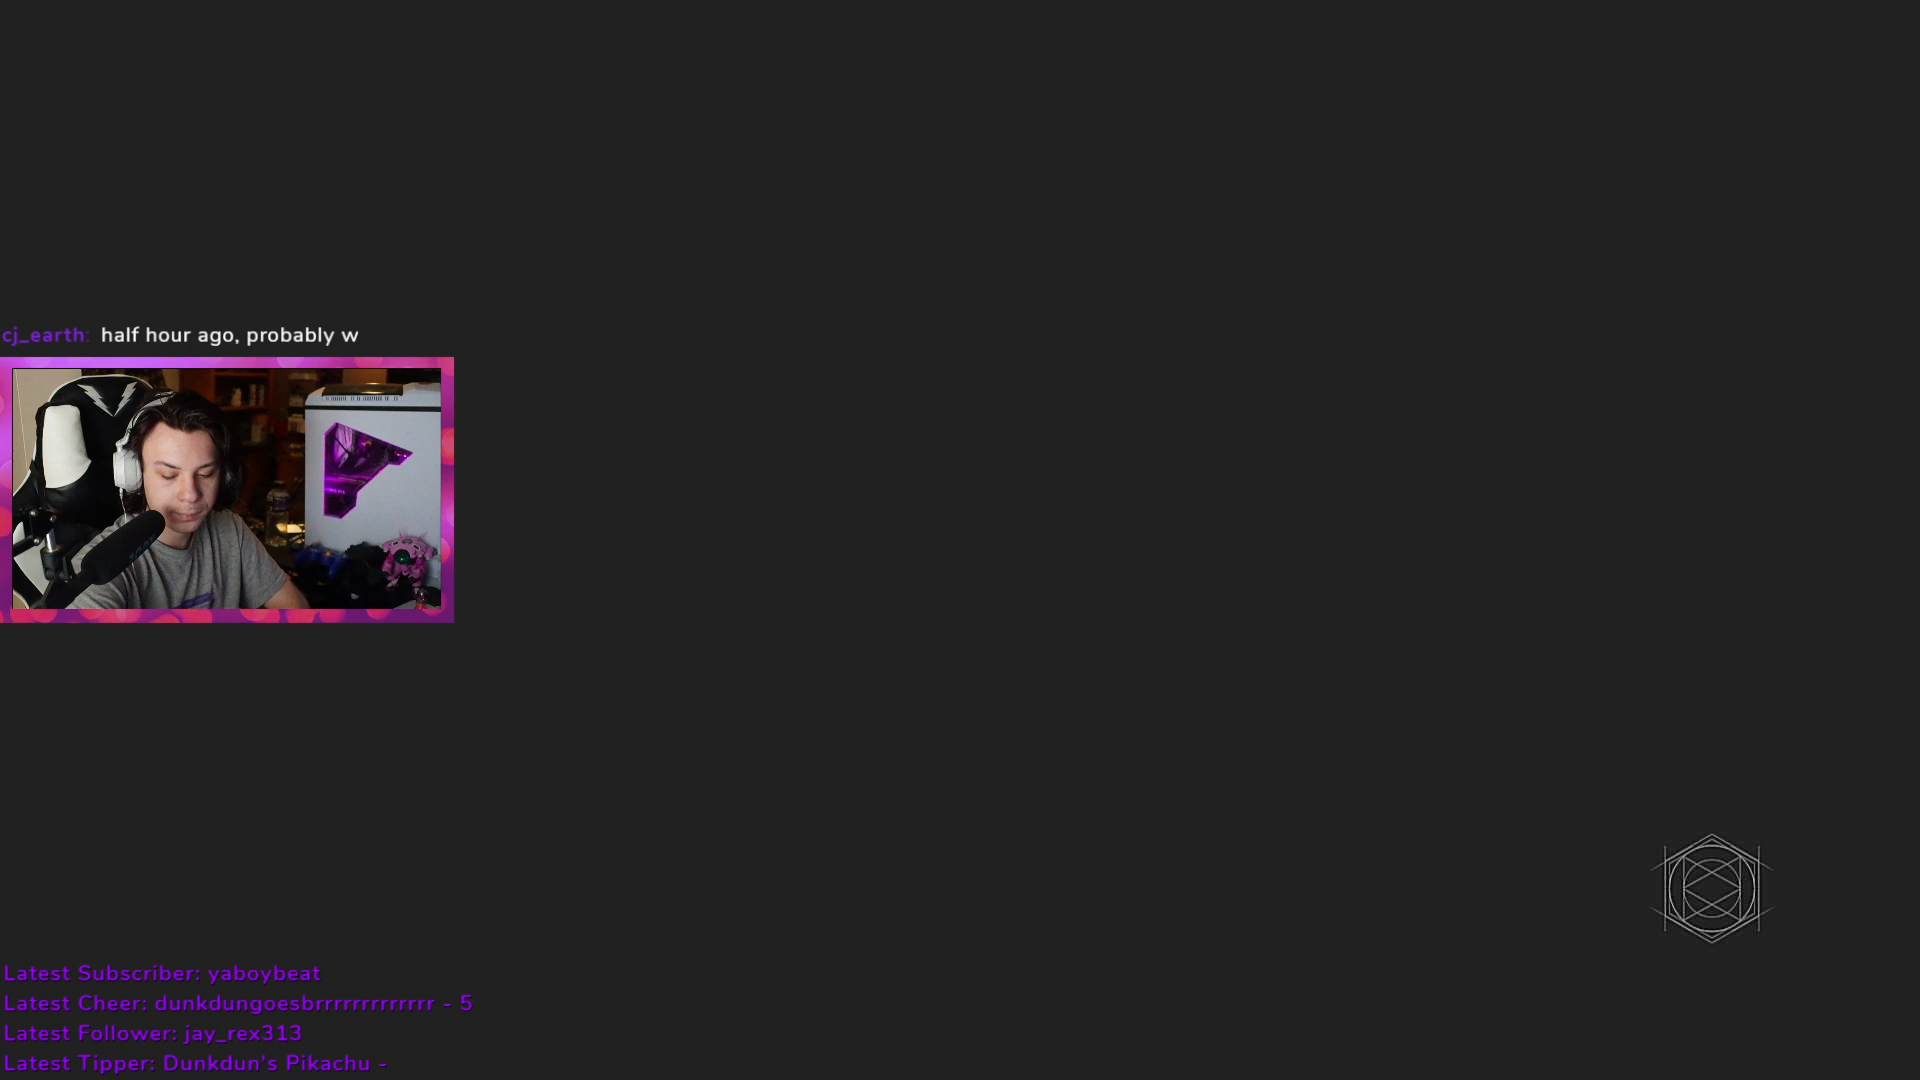 cj_earth: half hour ago, probably w
Latest Subscriber: yaboybeat
Latest Cheer: dunkdungoesbrrrrrrrrrrrrr - 5
Latest Follower: jay_rex313
Latest Tipper: Dunkdun's Pikachu -